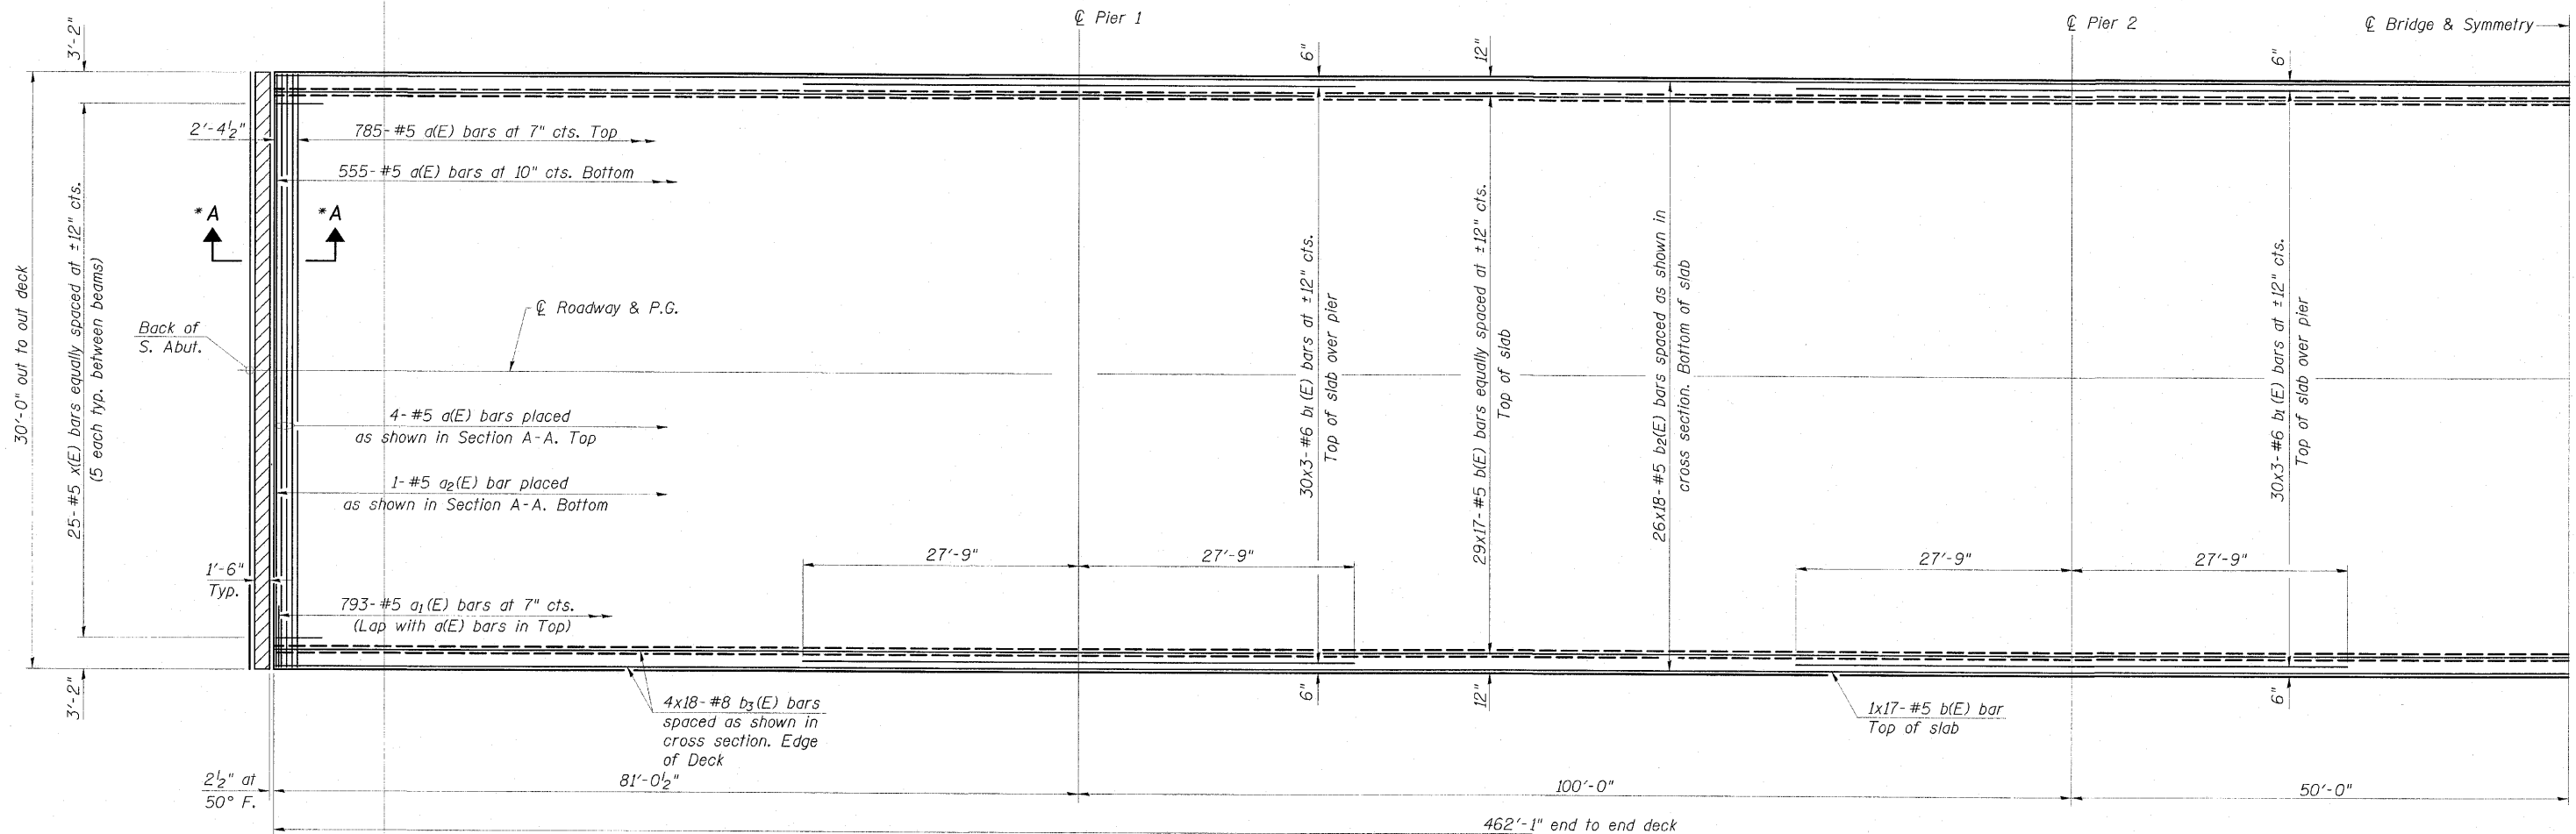 ℄ Pier 1
℄ Pier 2
℄ Bridge & Symmetry
3'-2"
6"
12"
6"
2'-4½"
785-#5 a(E) bars at 7" cts. Top
555-#5 a(E) bars at 10" cts. Bottom
*A
*A
30'-0" out to out deck
25-#5 x(E) bars equally spaced at ±12" cts.
(5 each typ. between beams)
℄ Roadway & P.G.
Back of
S. Abut.
30x3-#6 b₁(E) bars at ±12" cts.
Top of slab over pier
29x17-#5 b(E) bars equally spaced at ±12" cts.
Top of slab
26x18-#5 b₂(E) bars spaced as shown in
cross section. Bottom of slab
30x3-#6 b₁(E) bars at ±12" cts.
Top of slab over pier
4-#5 a(E) bars placed
as shown in Section A-A. Top
1-#5 a₂(E) bar placed
as shown in Section A-A. Bottom
27'-9"
27'-9"
27'-9"
27'-9"
1'-6"
Typ.
793-#5 a₁(E) bars at 7" cts.
(Lap with a(E) bars in Top)
3'-2"
6"
12"
6"
4x18-#8 b₃(E) bars
spaced as shown in
cross section. Edge
of Deck
1x17-#5 b(E) bar
Top of slab
2½" at
50° F.
81'-0½"
100'-0"
50'-0"
462'-1" end to end deck